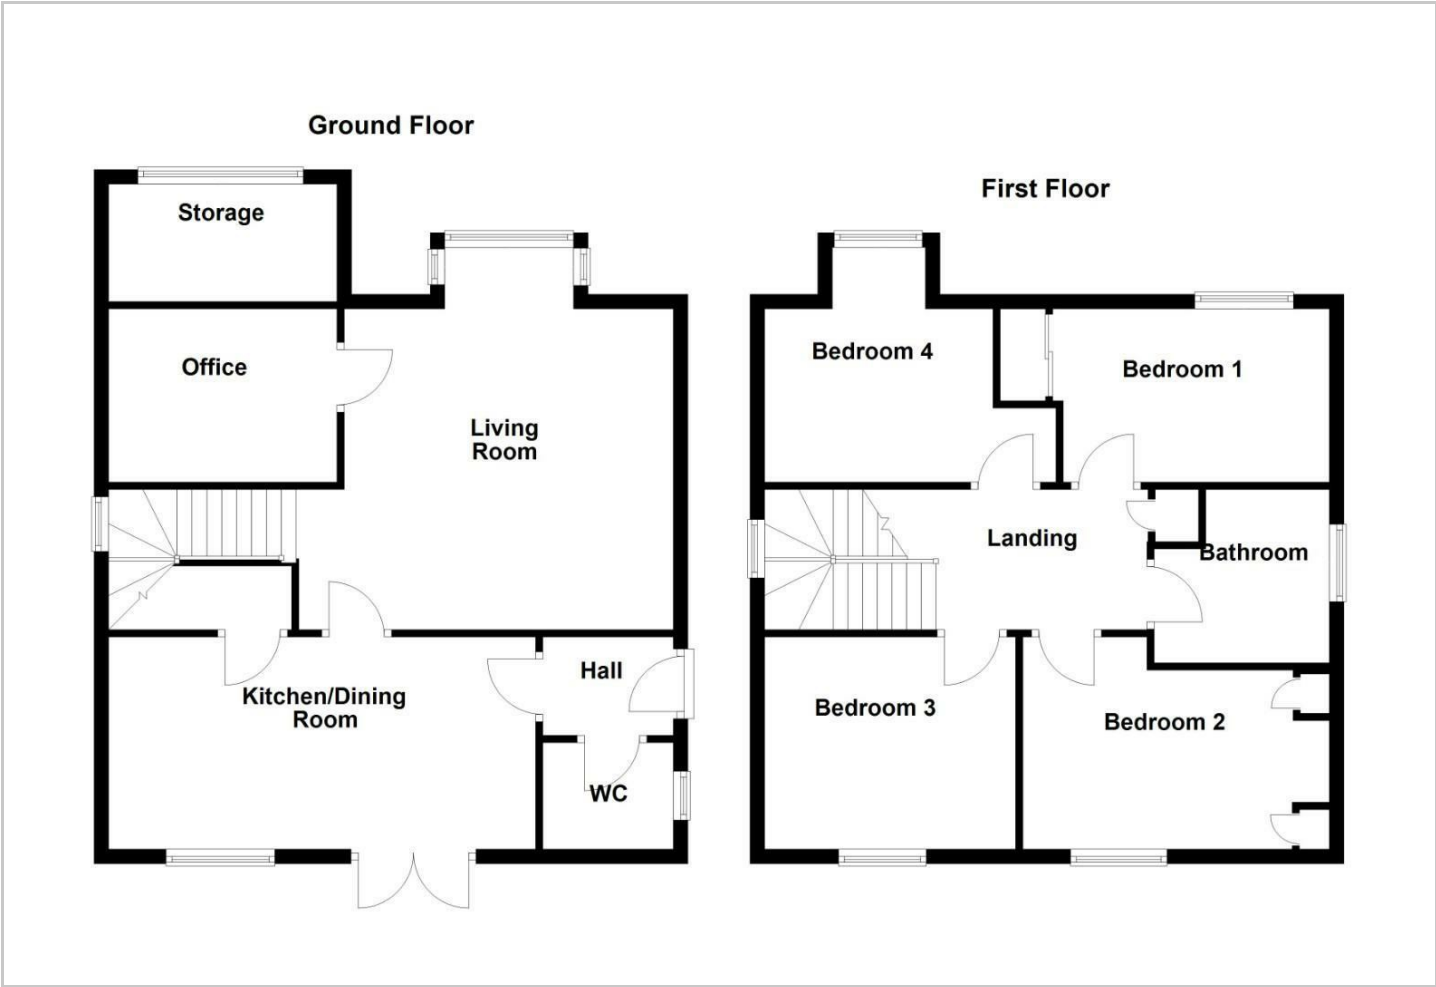 Ground Floor
Storage
Office
Living
Room
Kitchen/Dining
Room
Hall
WC
First Floor
Bedroom 4
Bedroom 1
Landing
Bathroom
Bedroom 3
Bedroom 2